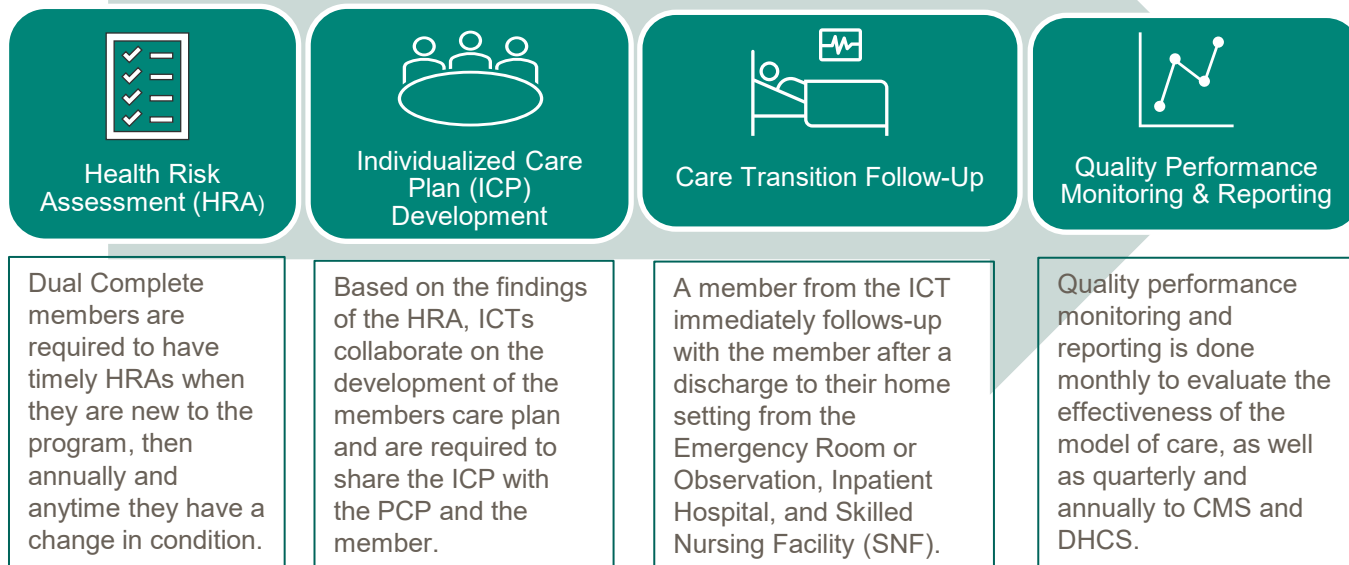 Health Risk
Assessment (HRA)
Dual Complete
members are
required to have
timely HRAs when
they are new to the
program, then
annually and
anytime they have a
change in condition.
Individualized Care
Plan (ICP)
Development
Based on the findings
of the HRA, ICTs
collaborate on the
development of the
members care plan
and are required to
share the ICP with
the PCP and the
member.
Care Transition Follow-Up
A member from the ICT
immediately follows-up
with the member after a
discharge to their home
setting from the
Emergency Room or
Observation, Inpatient
Hospital, and Skilled
Nursing Facility (SNF).
Quality Performance
Monitoring & Reporting
Quality performance
monitoring and
reporting is done
monthly to evaluate the
effectiveness of the
model of care, as well
as quarterly and
annually to CMS and
DHCS.